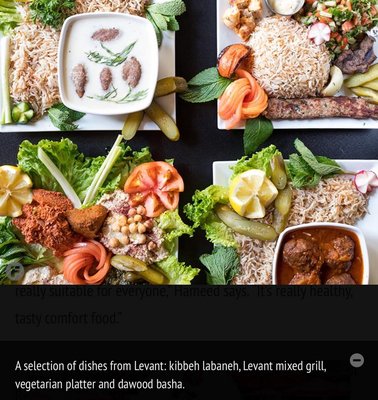 really suitable for everyone," Hameed says. "It's really healthy,
tasty comfort food."
A selection of dishes from Levant: kibbeh labaneh, Levant mixed grill,
vegetarian platter and dawood basha.